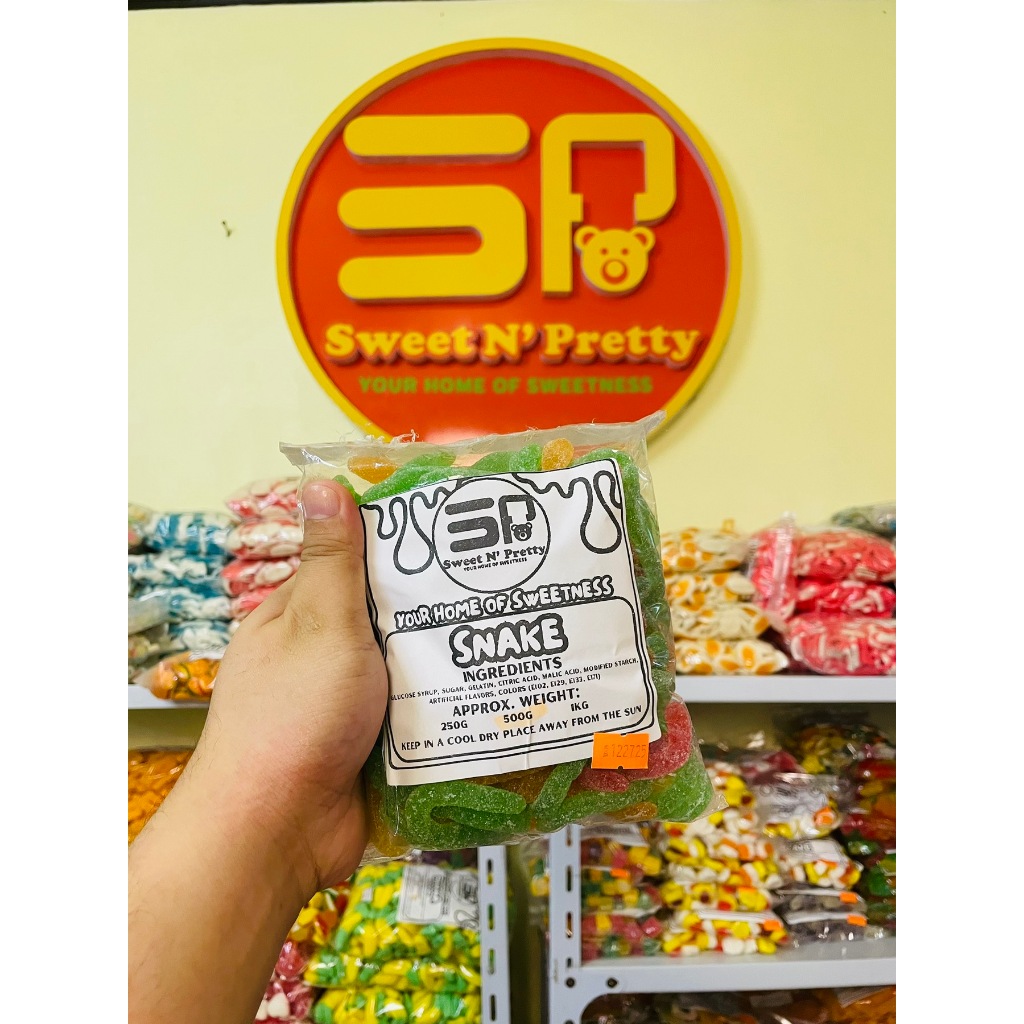 SP
Sweet N' Pretty
YOUR HOME OF SWEETNESS
SP
Sweet N' Pretty
YOUR HOME OF SWEETNESS
YOUR HOME OF SWEETNESS
SNAKE
INGREDIENTS
GLUCOSE SYRUP, SUGAR, GELATIN, CITRIC ACID, MALIC ACID, MODIFIED STARCH,
ARTIFICIAL FLAVORS, COLORS (E102, E129, E133, E171)
APPROX. WEIGHT:
250G 500G 1KG
KEEP IN A COOL DRY PLACE AWAY FROM THE SUN